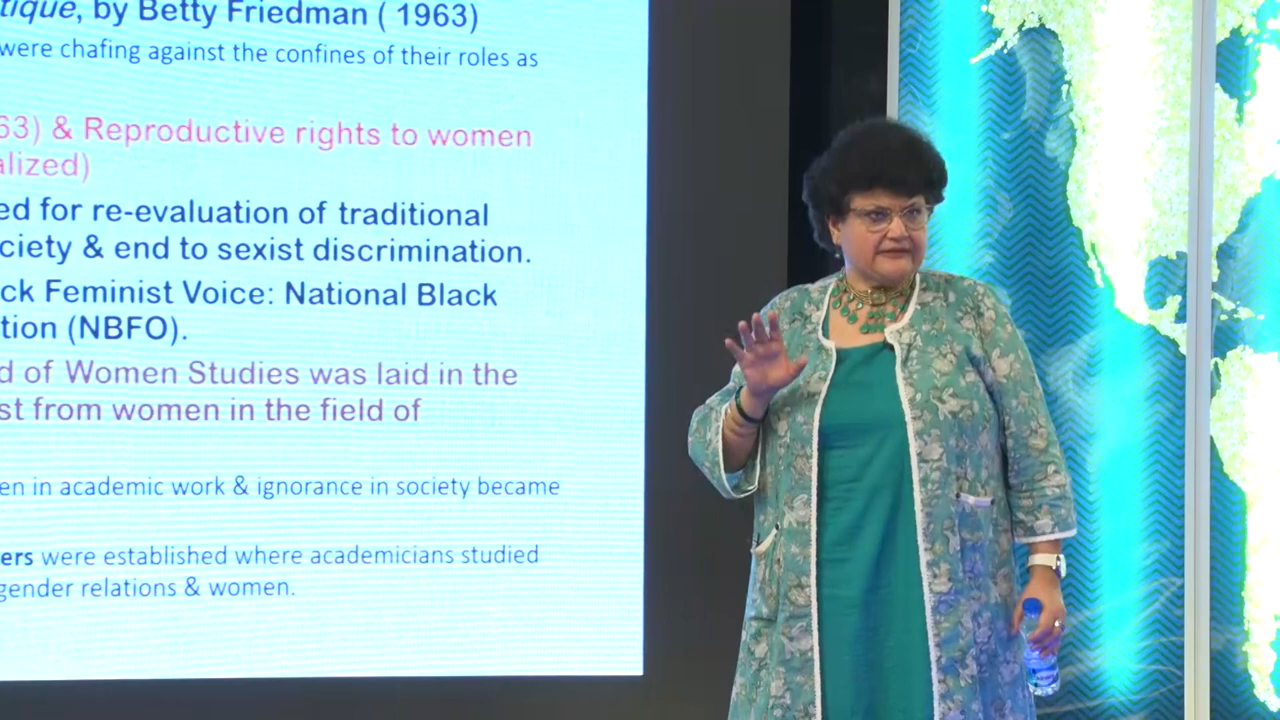 tique, by Betty Friedman ( 1963)
were chafing against the confines of their roles as
63) & Reproductive rights to women
alized)
ed for re-evaluation of traditional
ciety & end to sexist discrimination.
ck Feminist Voice: National Black
tion (NBFO).
d of Women Studies was laid in the
st from women in the field of
en in academic work & ignorance in society became
ers were established where academicians studied
gender relations & women.